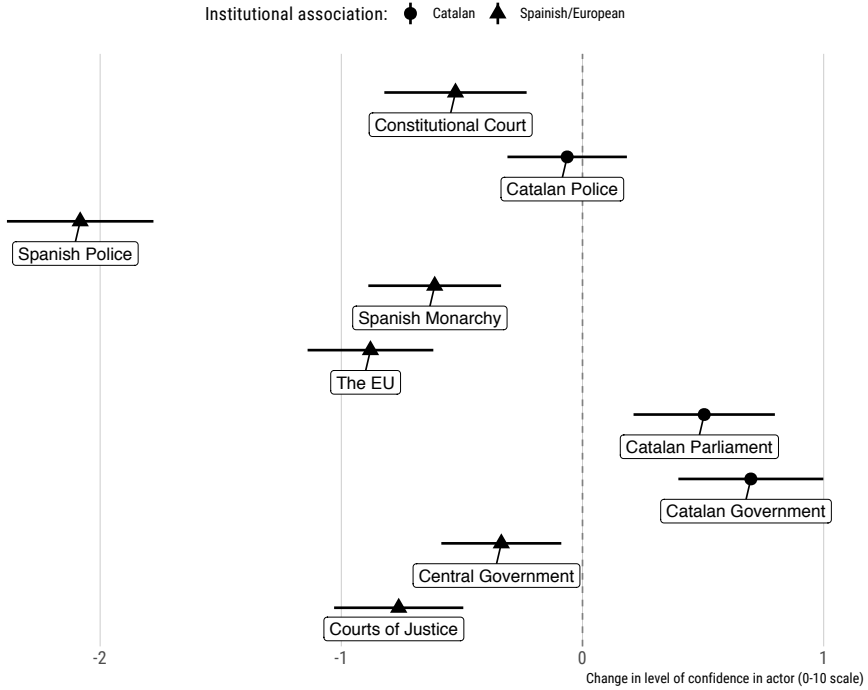 Institutional association: Catalan Spainish/European
Constitutional Court
Catalan Police
Spanish Police
Spanish Monarchy
The EU
Catalan Parliament
Catalan Government
Central Government
Courts of Justice
-2 -1 0 1
Change in level of confidence in actor (0-10 scale)